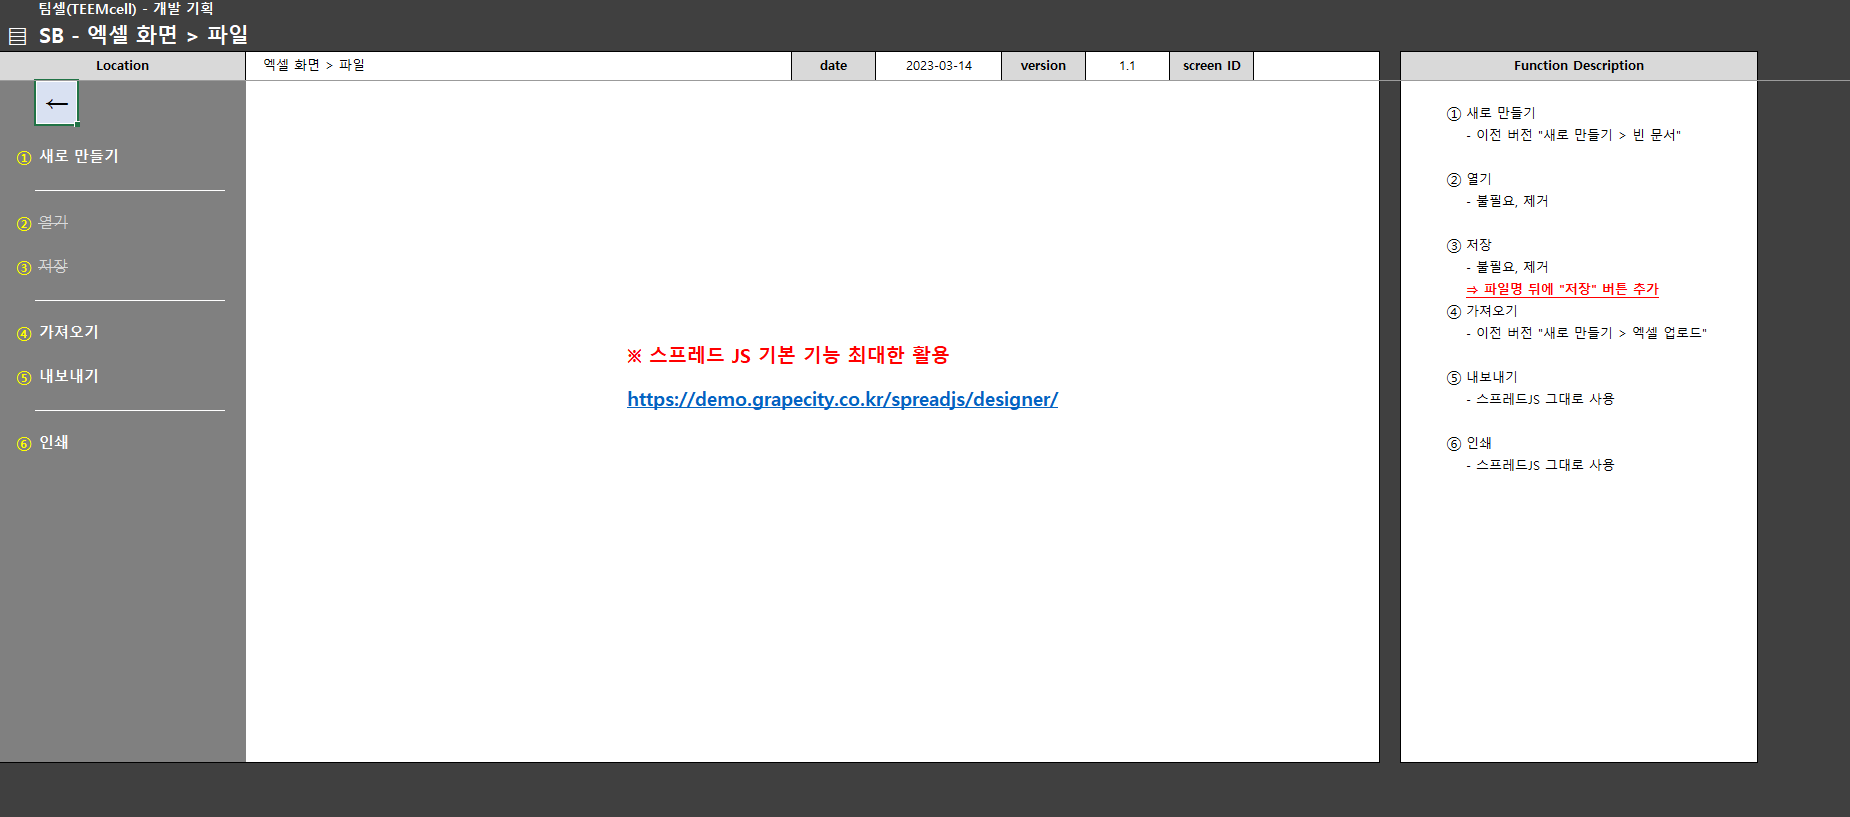 팀셀(TEEMcell) - 개발 기획
SB - 엑셀 화면 > 파일
Location
엑셀 화면 > 파일
date
2023-03-14
version
1.1
screen ID
←
① 새로 만들기
② 열기
③ 저장
④ 가져오기
⑤ 내보내기
⑥ 인쇄
※ 스프레드 JS 기본 기능 최대한 활용
https://demo.grapecity.co.kr/spreadjs/designer/
Function Description
① 새로 만들기
- 이전 버전 "새로 만들기 > 빈 문서"
② 열기
- 불필요, 제거
③ 저장
- 불필요, 제거
⇒ 파일명 뒤에 "저장" 버튼 추가
④ 가져오기
- 이전 버전 "새로 만들기 > 엑셀 업로드"
⑤ 내보내기
- 스프레드JS 그대로 사용
⑥ 인쇄
- 스프레드JS 그대로 사용